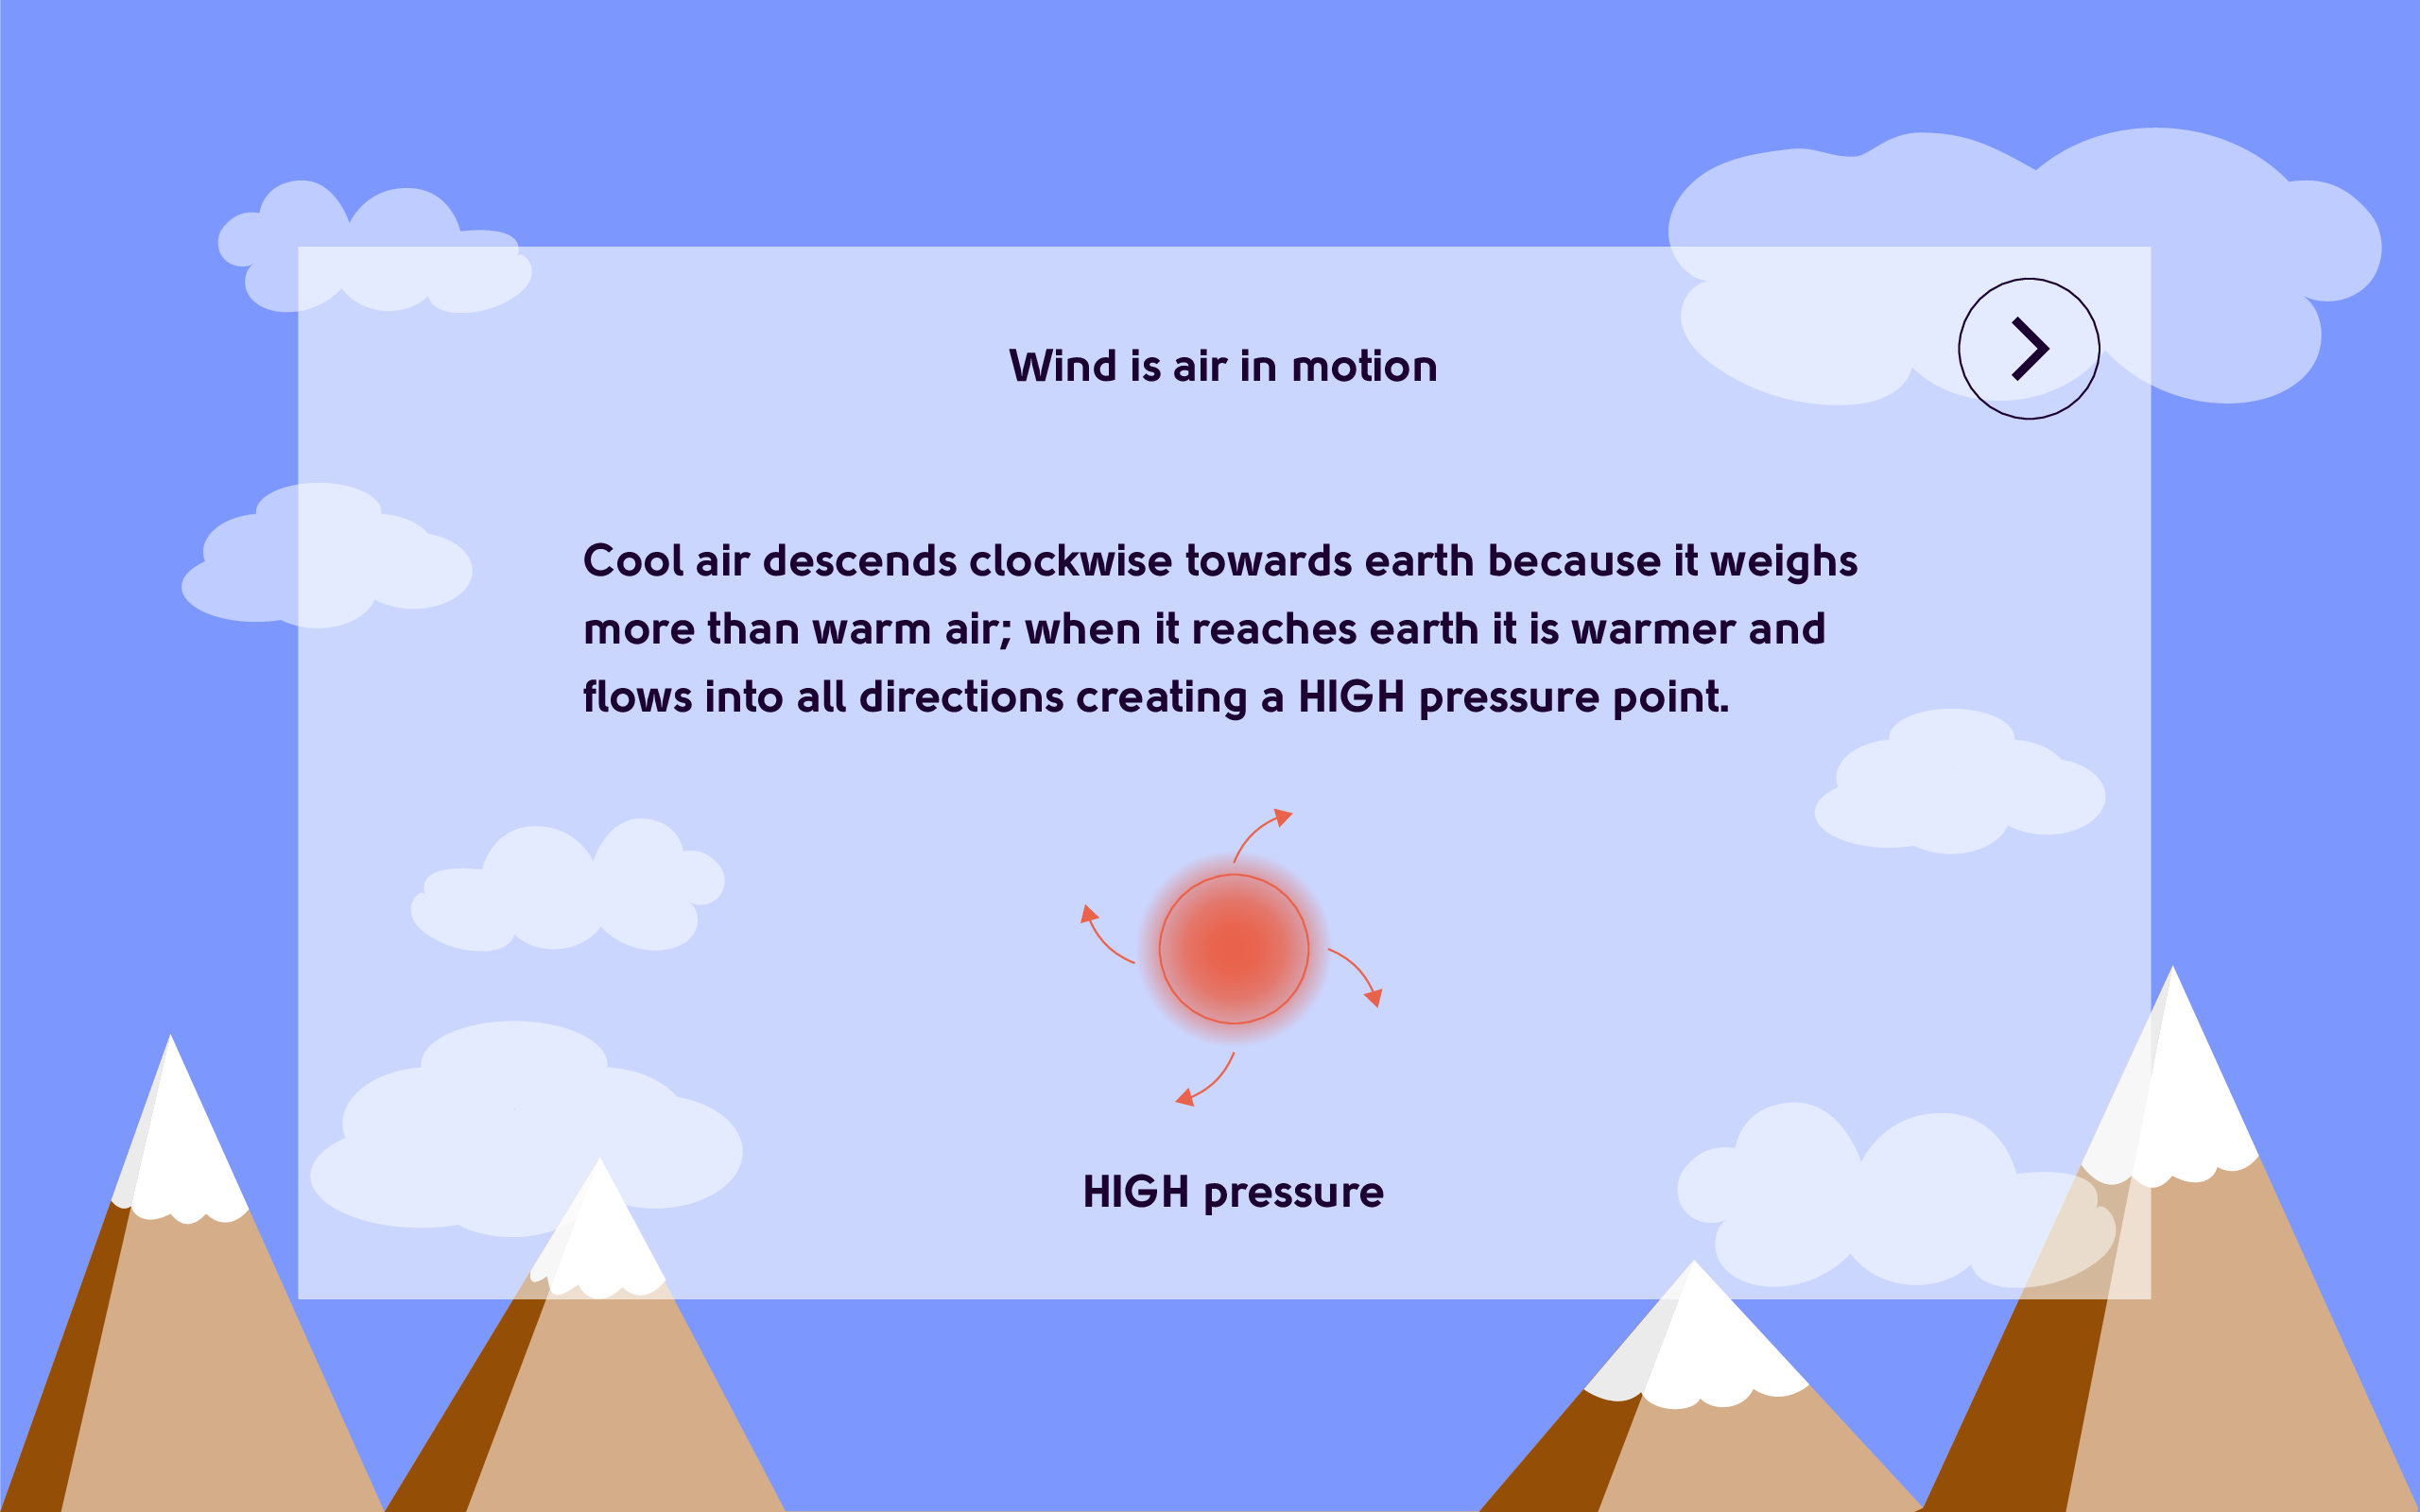 Wind is air in motion
Cool air descends clockwise towards earth because it weighs
more than warm air; when it reaches earth it is warmer and
flows into all directions creating a HIGH pressure point.
HIGH pressure